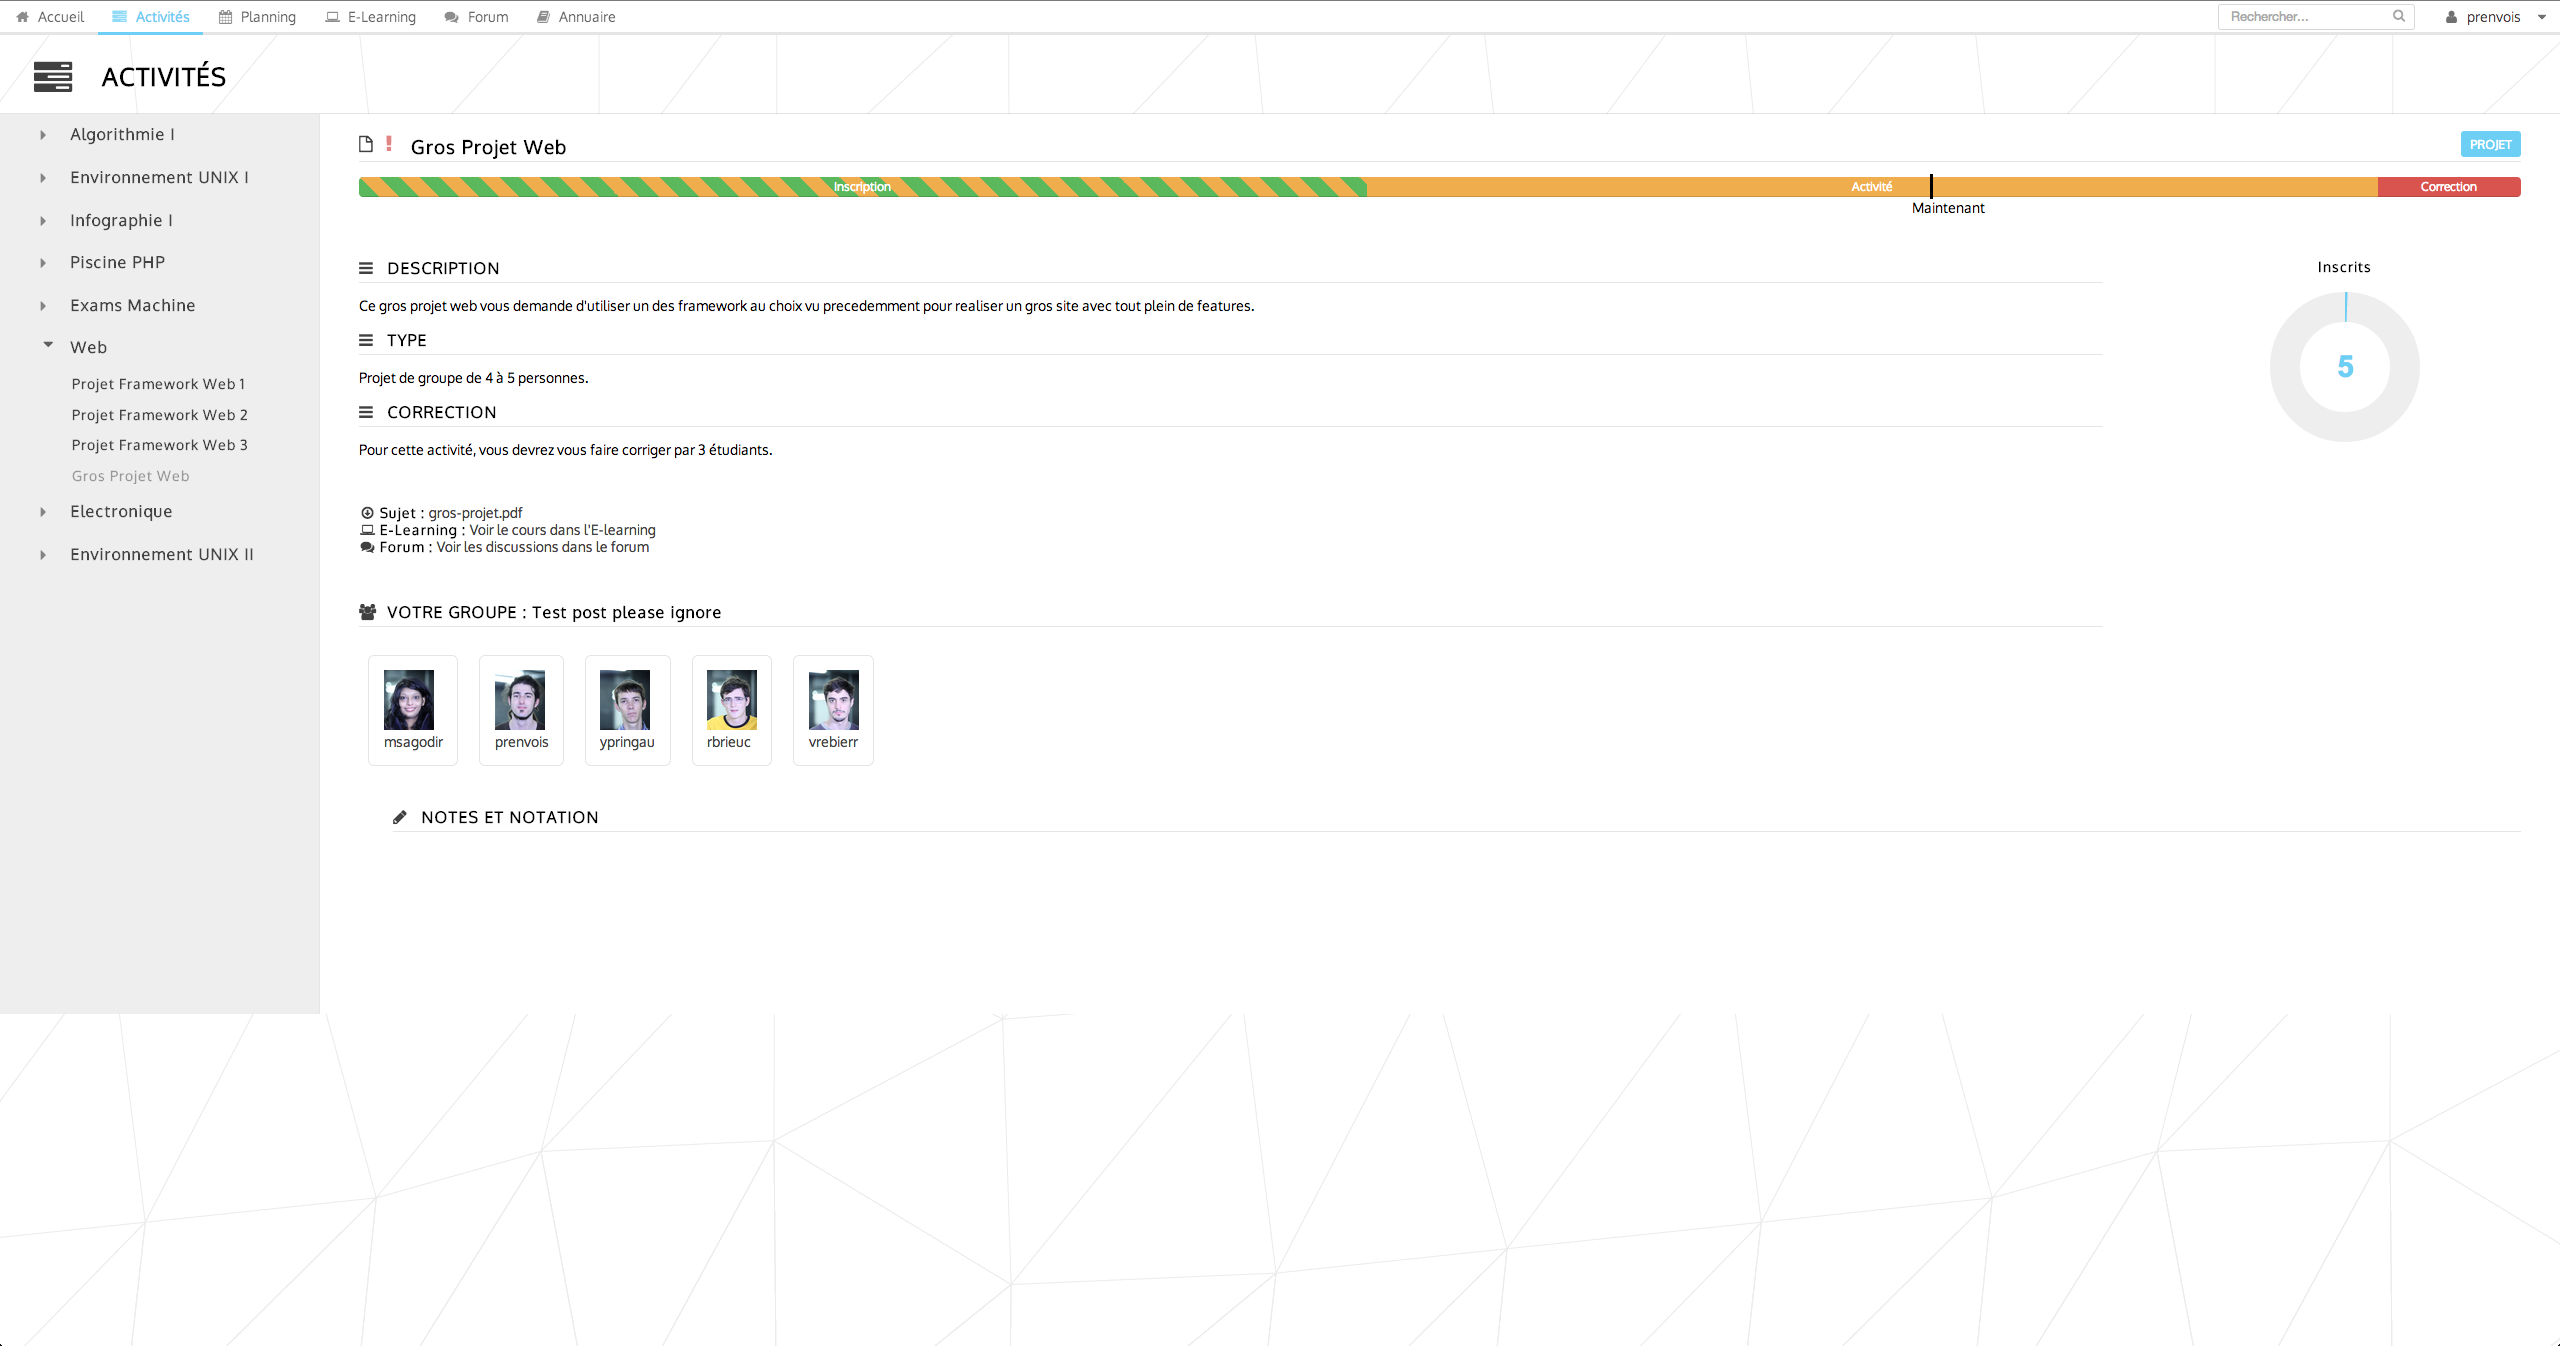 Accueil Activités Planning E-Learning Forum Annuaire Rechercher... prenvois
ACTIVITÉS
Algorithmie I
Environnement UNIX I
Infographie I
Piscine PHP
Exams Machine
Web
Projet Framework Web 1
Projet Framework Web 2
Projet Framework Web 3
Gros Projet Web
Electronique
Environnement UNIX II
Gros Projet Web PROJET
Inscription Activité Correction
Maintenant
DESCRIPTION
Ce gros projet web vous demande d'utiliser un des framework au choix vu precedemment pour realiser un gros site avec tout plein de features.
TYPE
Projet de groupe de 4 à 5 personnes.
CORRECTION
Pour cette activité, vous devrez vous faire corriger par 3 étudiants.
Sujet : gros-projet.pdf
E-Learning : Voir le cours dans l'E-learning
Forum : Voir les discussions dans le forum
Inscrits
5
VOTRE GROUPE : Test post please ignore
msagodir prenvois ypringau rbrieuc vrebierr
NOTES ET NOTATION